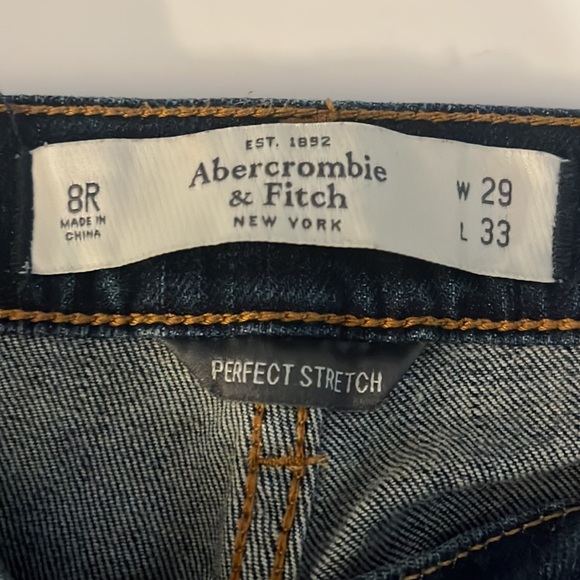 EST. 1892
Abercrombie
& Fitch
NEW YORK
8R
MADE IN
CHINA
W 29
L 33
PERFECT STRETCH